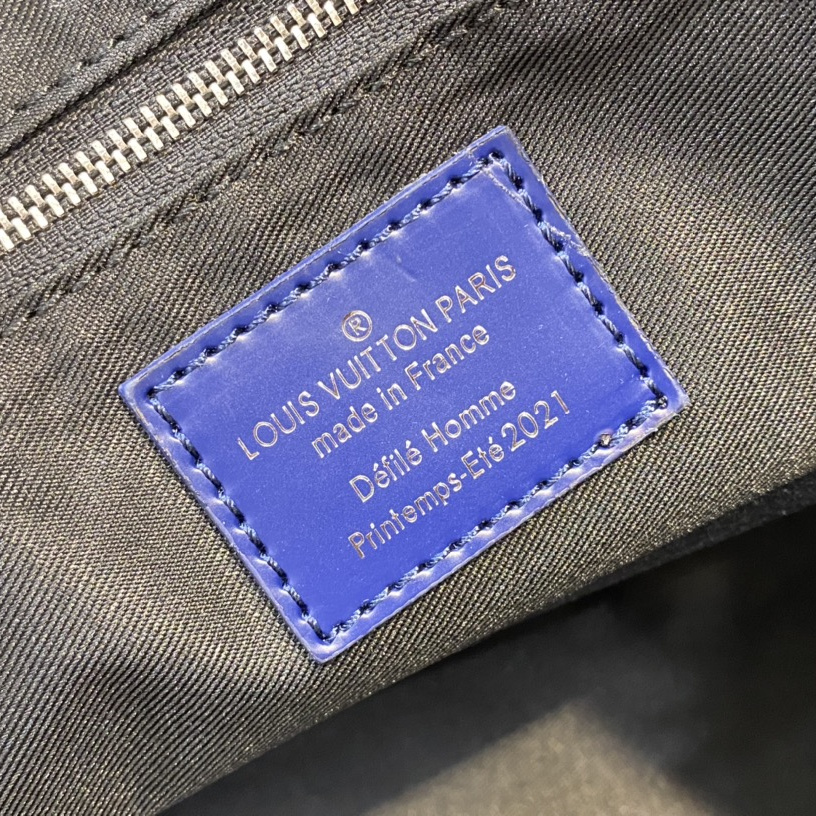 ®
LOUIS VUITTON PARIS
made in France
Défilé Homme
Printemps-Eté 2021